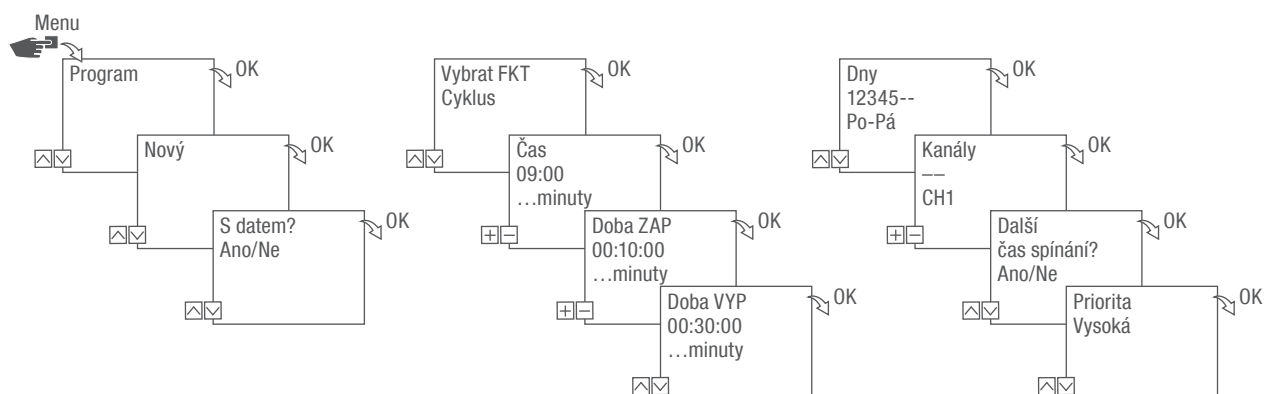 Menu
Program
OK
Nový
OK
S datem?
Ano/Ne
OK
Vybrat FKT
Cyklus
OK
Čas
09:00
…minuty
OK
Doba ZAP
00:10:00
…minuty
OK
Doba VYP
00:30:00
…minuty
OK
Dny
12345--
Po-Pá
OK
Kanály
––
CH1
OK
Další
čas spínání?
Ano/Ne
OK
Priorita
Vysoká
OK